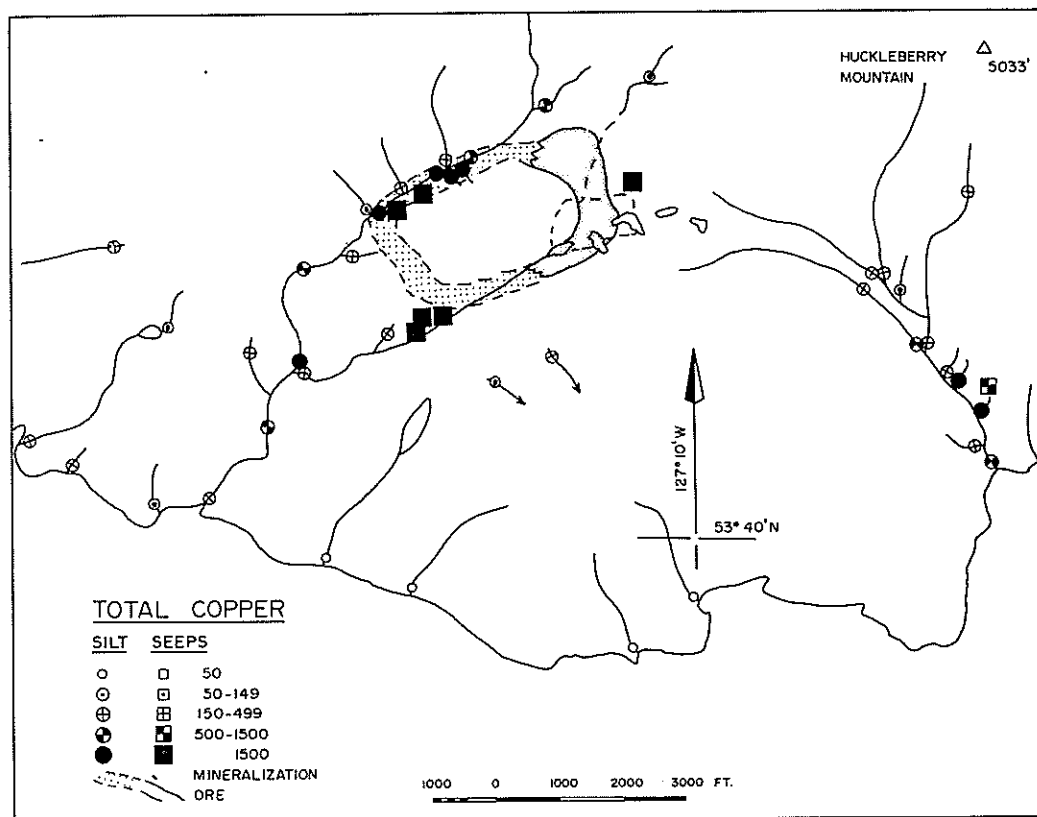 HUCKLEBERRY
MOUNTAIN
5033'
127° 10' W
53° 40' N
TOTAL COPPER
SILT SEEPS
50
50-149
150-499
500-1500
1500
MINERALIZATION
ORE
1000 0 1000 2000 3000 FT.